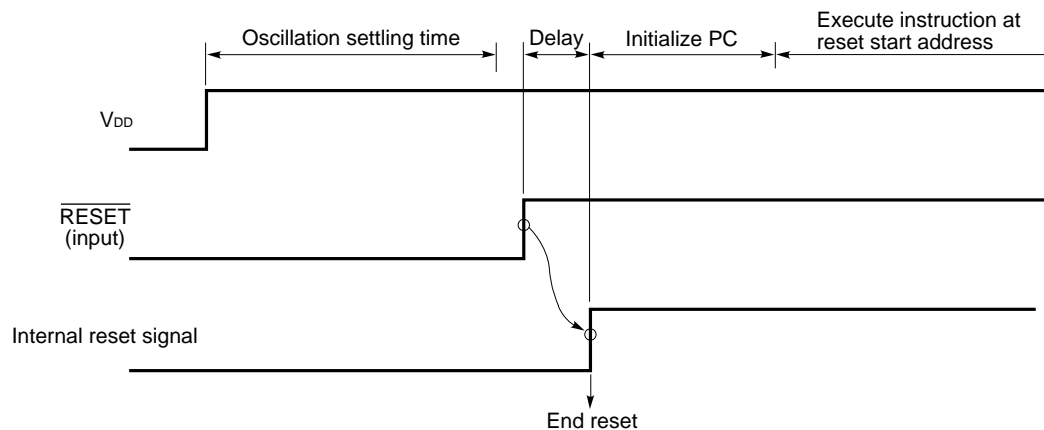 Oscillation settling time
Delay
Initialize PC
Execute instruction at
reset start address
VDD
RESET
(input)
Internal reset signal
End reset